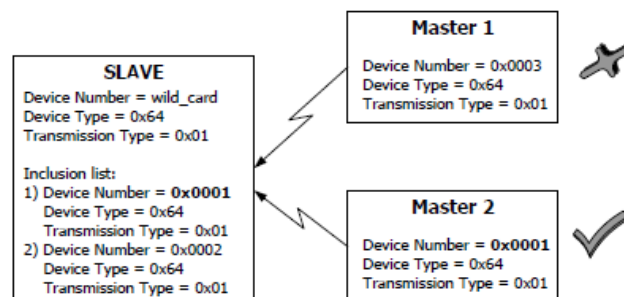 SLAVE
Device Number = wild_card
Device Type = 0x64
Transmission Type = 0x01
Inclusion list:
1) Device Number = 0x0001
Device Type = 0x64
Transmission Type = 0x01
2) Device Number = 0x0002
Device Type = 0x64
Transmission Type = 0x01
Master 1
Device Number = 0x0003
Device Type = 0x64
Transmission Type = 0x01
Master 2
Device Number = 0x0001
Device Type = 0x64
Transmission Type = 0x01